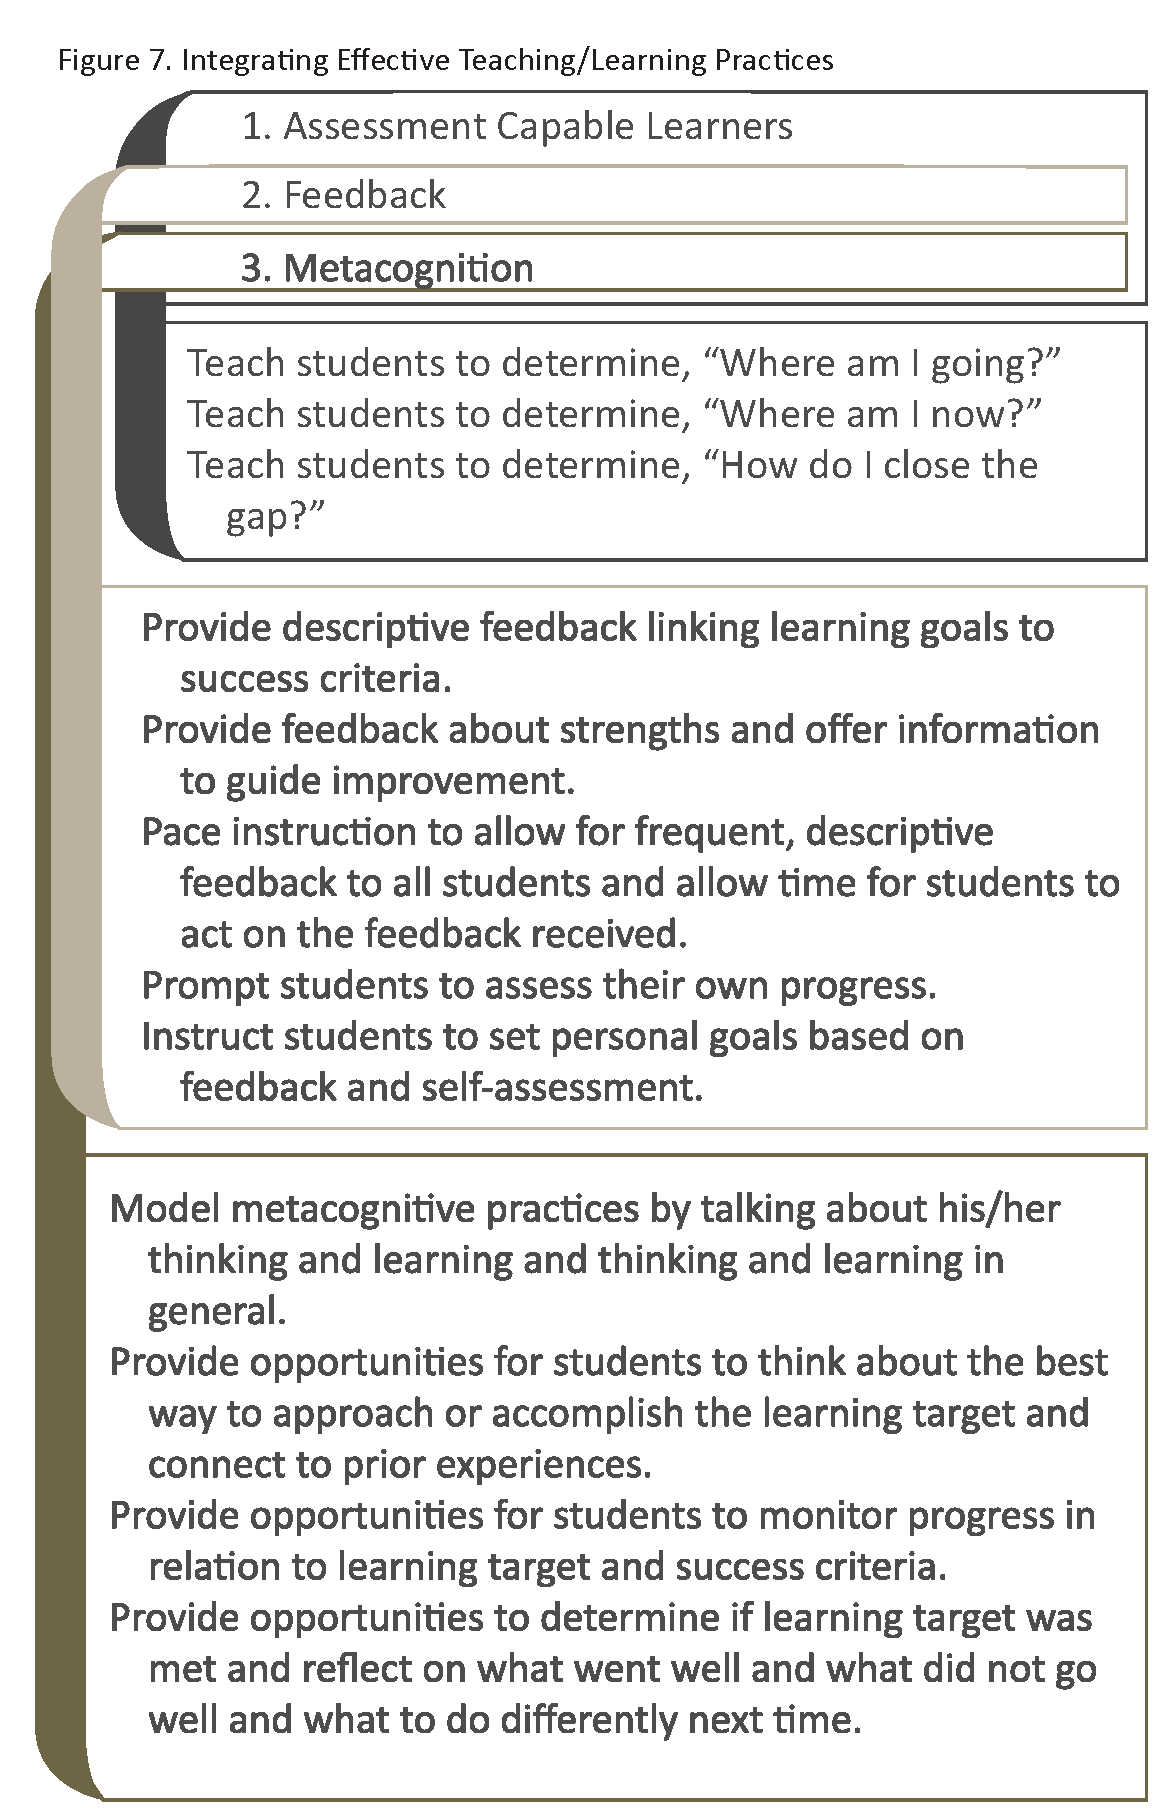 Figure 7. Integrating Effective Teaching/Learning Practices
1. Assessment Capable Learners
2. Feedback
3. Metacognition
Teach students to determine, “Where am I going?”
Teach students to determine, “Where am I now?”
Teach students to determine, “How do I close the
gap?”
Provide descriptive feedback linking learning goals to
success criteria.
Provide feedback about strengths and offer information
to guide improvement.
Pace instruction to allow for frequent, descriptive
feedback to all students and allow time for students to
act on the feedback received.
Prompt students to assess their own progress.
Instruct students to set personal goals based on
feedback and self-assessment.
Model metacognitive practices by talking about his/her
thinking and learning and thinking and learning in
general.
Provide opportunities for students to think about the best
way to approach or accomplish the learning target and
connect to prior experiences.
Provide opportunities for students to monitor progress in
relation to learning target and success criteria.
Provide opportunities to determine if learning target was
met and reflect on what went well and what did not go
well and what to do differently next time.